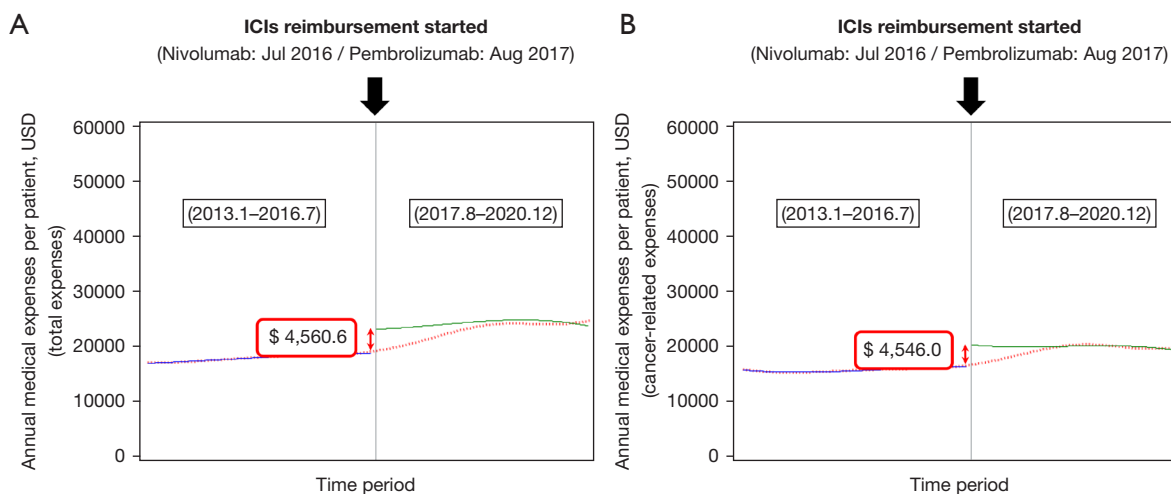 A
ICIs reimbursement started
(Nivolumab: Jul 2016 / Pembrolizumab: Aug 2017)
Annual medical expenses per patient, USD
(total expenses)
60000
50000
40000
30000
20000
10000
0
(2013.1–2016.7)
(2017.8–2020.12)
$ 4,560.6
Time period
B
ICIs reimbursement started
(Nivolumab: Jul 2016 / Pembrolizumab: Aug 2017)
Annual medical expenses per patient, USD
(cancer-related expenses)
60000
50000
40000
30000
20000
10000
0
(2013.1–2016.7)
(2017.8–2020.12)
$ 4,546.0
Time period